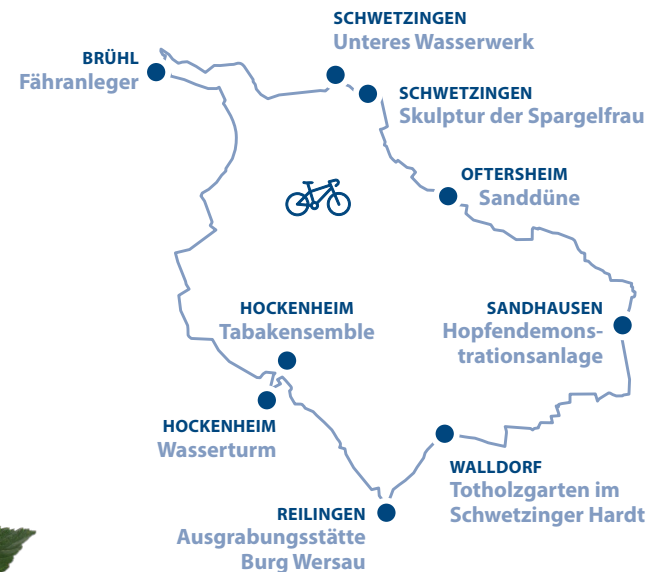 SCHWETZINGEN
Unteres Wasserwerk
BRÜHL
Fähranleger
SCHWETZINGEN
Skulptur der Spargelfrau
OFTERSHEIM
Sanddüne
HOCKENHEIM
Tabakensemble
SANDHAUSEN
Hopfendemons-
trationsanlage
HOCKENHEIM
Wasserturm
WALLDORF
Totholzgarten im
Schwetzinger Hardt
REILINGEN
Ausgrabungsstätte
Burg Wersau